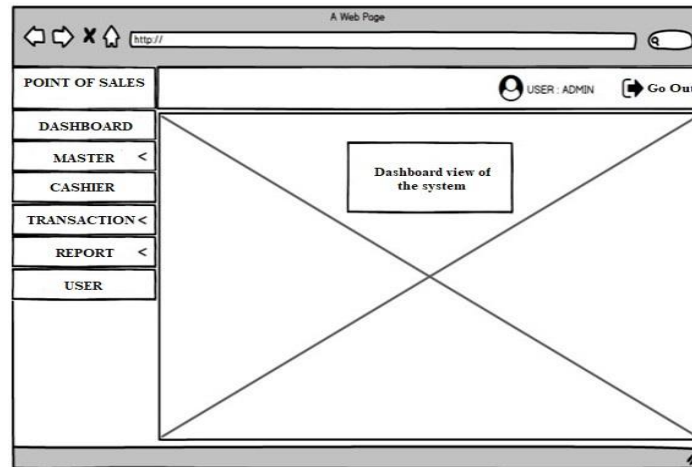 A Web Page
http://
POINT OF SALES
USER : ADMIN
Go Out
DASHBOARD
MASTER <
CASHIER
TRANSACTION <
REPORT <
USER
Dashboard view of
the system